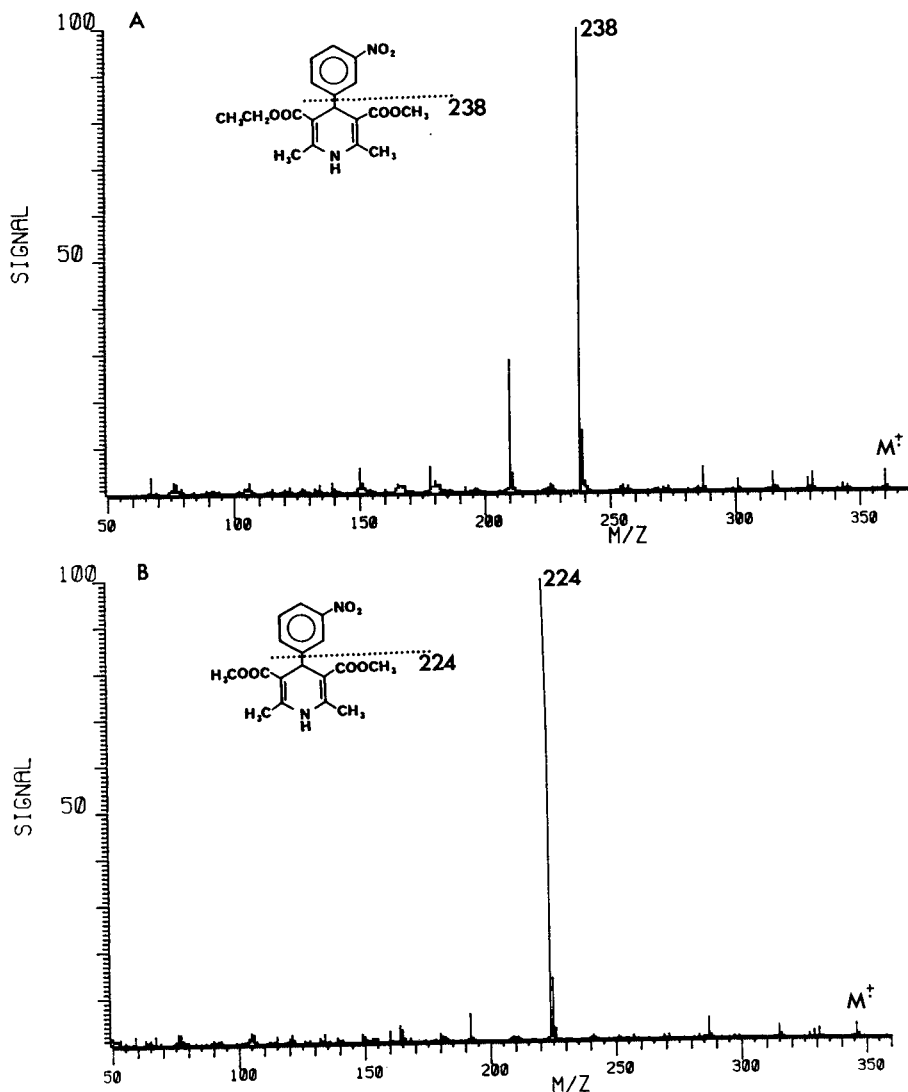 A
100
238
NO₂
CH₃CH₂OOC
COOCH₃
238
H₃C
N
H
CH₃
SIGNAL
50
M⁺·
50 100 150 200 250 300 350
M/Z
B
100
224
NO₂
H₃COOC
COOCH₃
224
H₃C
N
H
CH₃
SIGNAL
50
M⁺·
50 100 150 200 250 300 350
M/Z